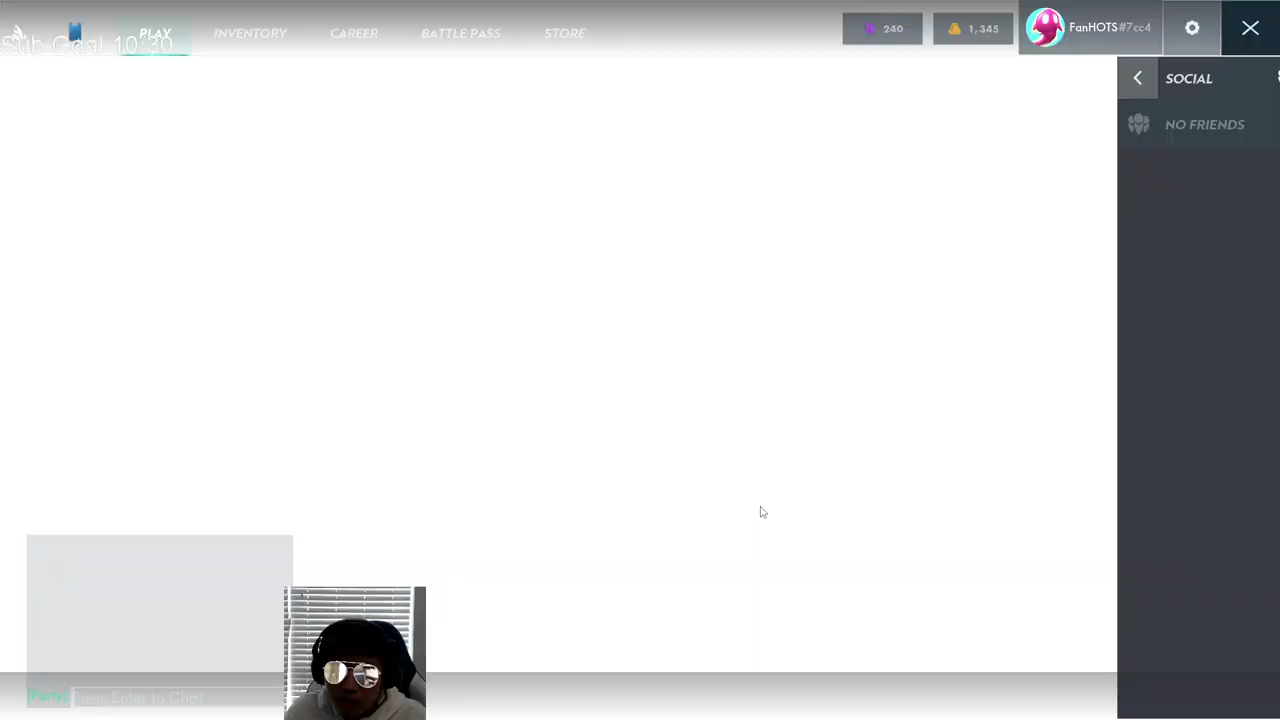 Sub Goal 10/30
PLAY
INVENTORY
CAREER
BATTLE PASS
STORE
240
1,345
FanHOTS#7cc4
SOCIAL
NO FRIENDS
[Party]
Press Enter to Chat